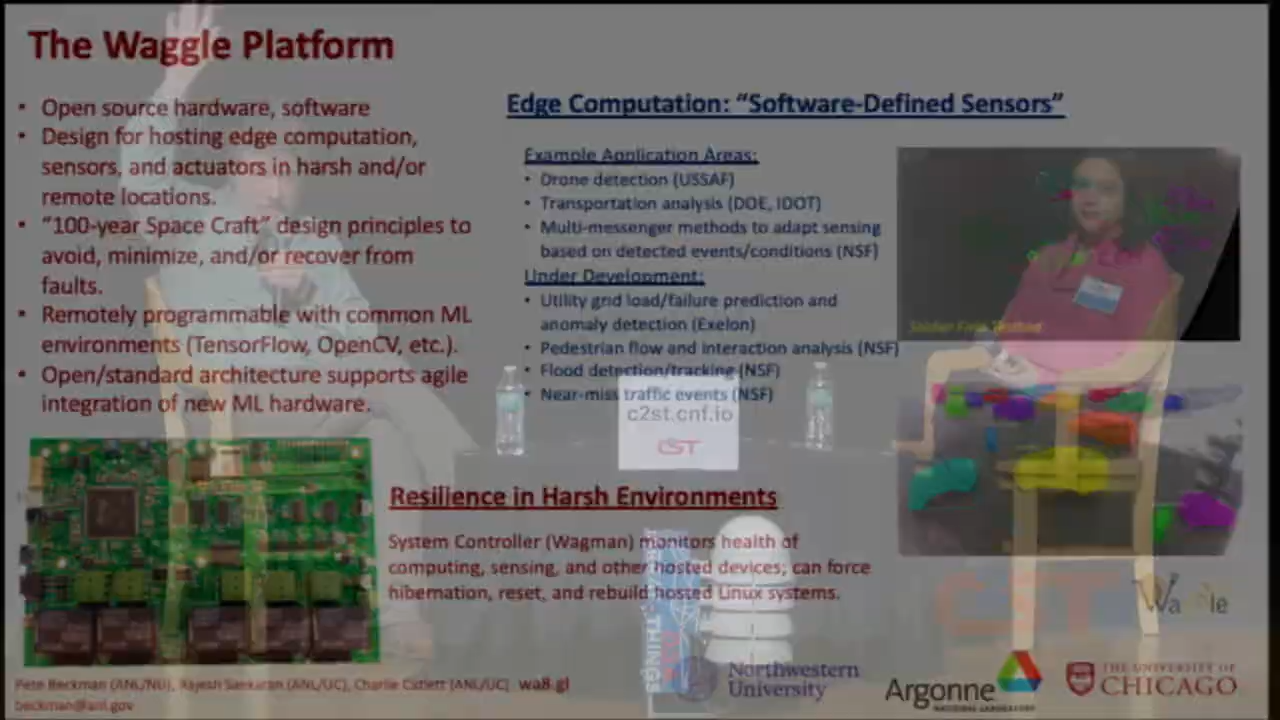 The Waggle Platform
• Open source hardware, software
• Design for hosting edge computation,
sensors, and actuators in harsh and/or
remote locations.
• “100-year Space Craft” design principles to
avoid, minimize, and/or recover from
faults.
• Remotely programmable with common ML
environments (TensorFlow, OpenCV, etc.).
• Open/standard architecture supports agile
integration of new ML hardware.
Edge Computation: “Software-Defined Sensors”
Example Application Areas:
• Drone detection (USSAF)
• Transportation analysis (DOE, IDOT)
• Multi-messenger methods to adapt sensing
based on detected events/conditions (NSF)
Under Development:
• Utility grid load/failure prediction and
anomaly detection (Exelon)
• Pedestrian flow and interaction analysis (NSF)
• Flood detection/tracking (NSF)
• Near-miss traffic events (NSF)
c2st.cnf.io
CST
Resilience in Harsh Environments
System Controller (Wagman) monitors health of
computing, sensing, and other hosted devices; can force
hibernation, reset, and rebuild hosted Linux systems.
THINGS
CST
Waggle
Pete Beckman (ANL/NU), Rajesh Sankaran (ANL/UC), Charlie Catlett (ANL/UC) wa8.gl
beckman@anl.gov
Northwestern
University
Argonne
NATIONAL LABORATORY
THE UNIVERSITY OF
CHICAGO